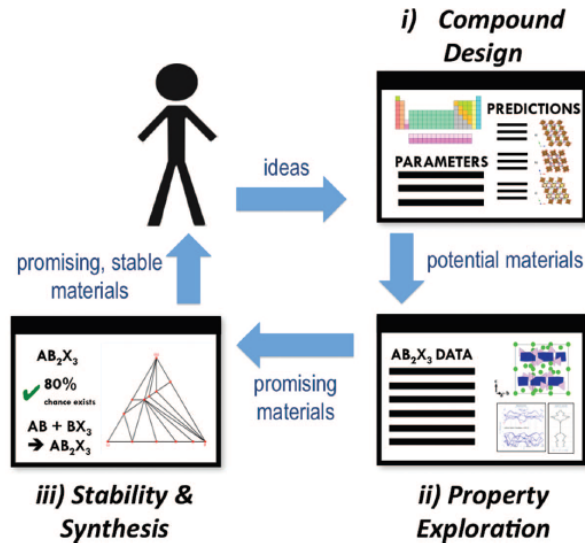 i) Compound
Design
PREDICTIONS
PARAMETERS
ideas
potential materials
promising, stable
materials
AB₂X₃
80%
chance exists
AB + BX₃
→ AB₂X₃
promising
materials
AB₂X₃ DATA
iii) Stability &
Synthesis
ii) Property
Exploration